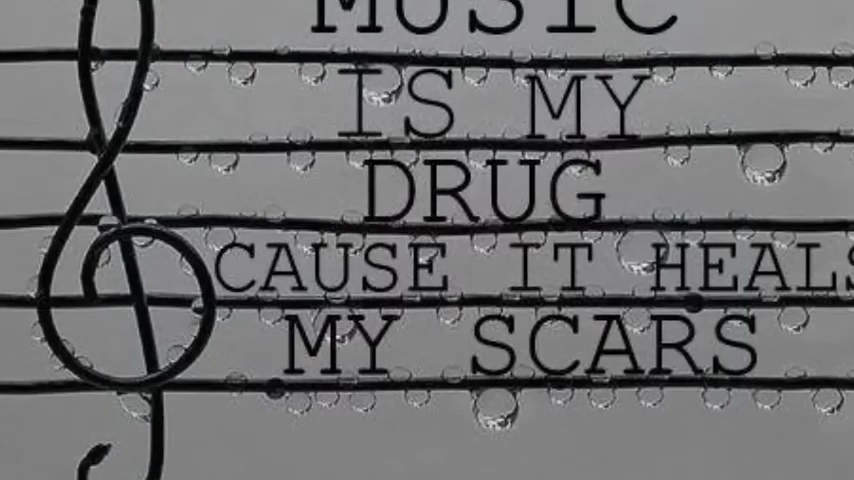 MUSIC
IS MY
DRUG
CAUSE IT HEALS
MY SCARS